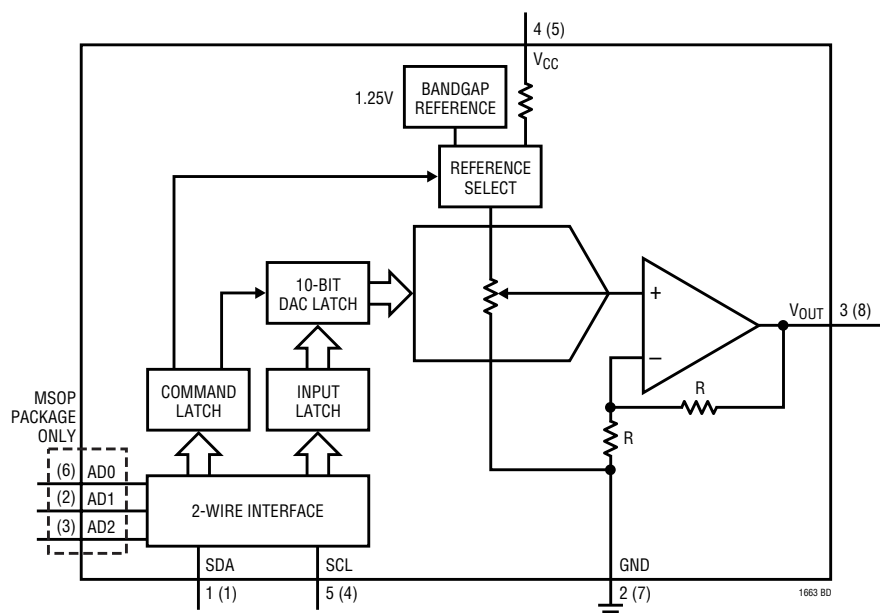 4 (5)
VCC
1.25V
BANDGAP
REFERENCE
REFERENCE
SELECT
10-BIT
DAC LATCH
+
VOUT
3 (8)
−
R
R
COMMAND
LATCH
INPUT
LATCH
MSOP
PACKAGE
ONLY
(6) AD0
(2) AD1
(3) AD2
2-WIRE INTERFACE
SDA
SCL
GND
1 (1)
5 (4)
2 (7)
1663 BD